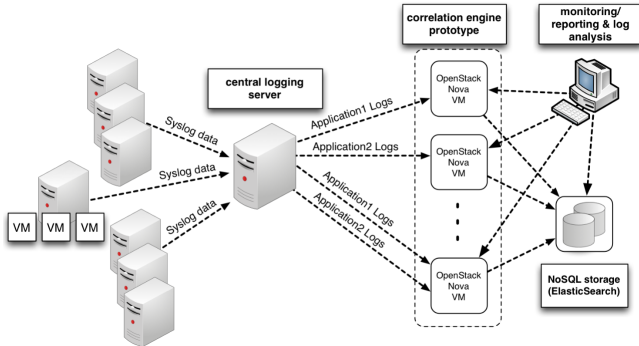 correlation engine
prototype
monitoring/
reporting & log
analysis
central logging
server
Syslog data
Syslog data
Syslog data
VM
VM
VM
Application1 Logs
Application2 Logs
Application1 Logs
Application2 Logs
OpenStack
Nova
VM
OpenStack
Nova
VM
OpenStack
Nova
VM
NoSQL storage
(ElasticSearch)